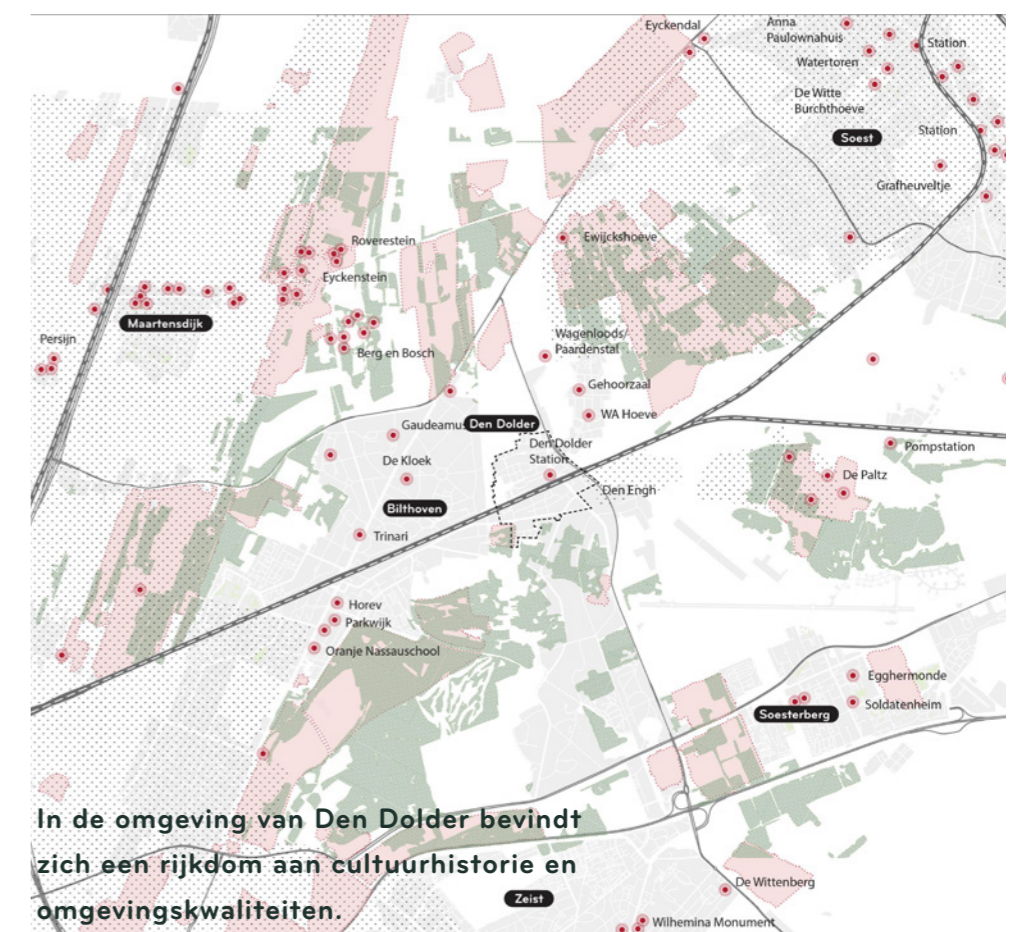 Eyckendal
Anna
Paulownahuis
Station
Watertoren
De Witte
Burchthoeve
Station
Soest
Grafheuveltje
Roverestein
Ewijckshoeve
Eyckenstein
Maartensdijk
Persijn
Berg en Bosch
Wagenloods/
Paardenstal
Gehoorzaal
WA Hoeve
Gaudeamus
Den Dolder
Den Dolder
Station
Pompstation
De Kloek
De Paltz
Den Engh
Bilthoven
Trinari
Horev
Parkwijk
Oranje Nassauschool
Egghermonde
Soldatenheim
Soesterberg
In de omgeving van Den Dolder bevindt
zich een rijkdom aan cultuurhistorie en
omgevingskwaliteiten.
De Wittenberg
Zeist
Wilhemina Monument